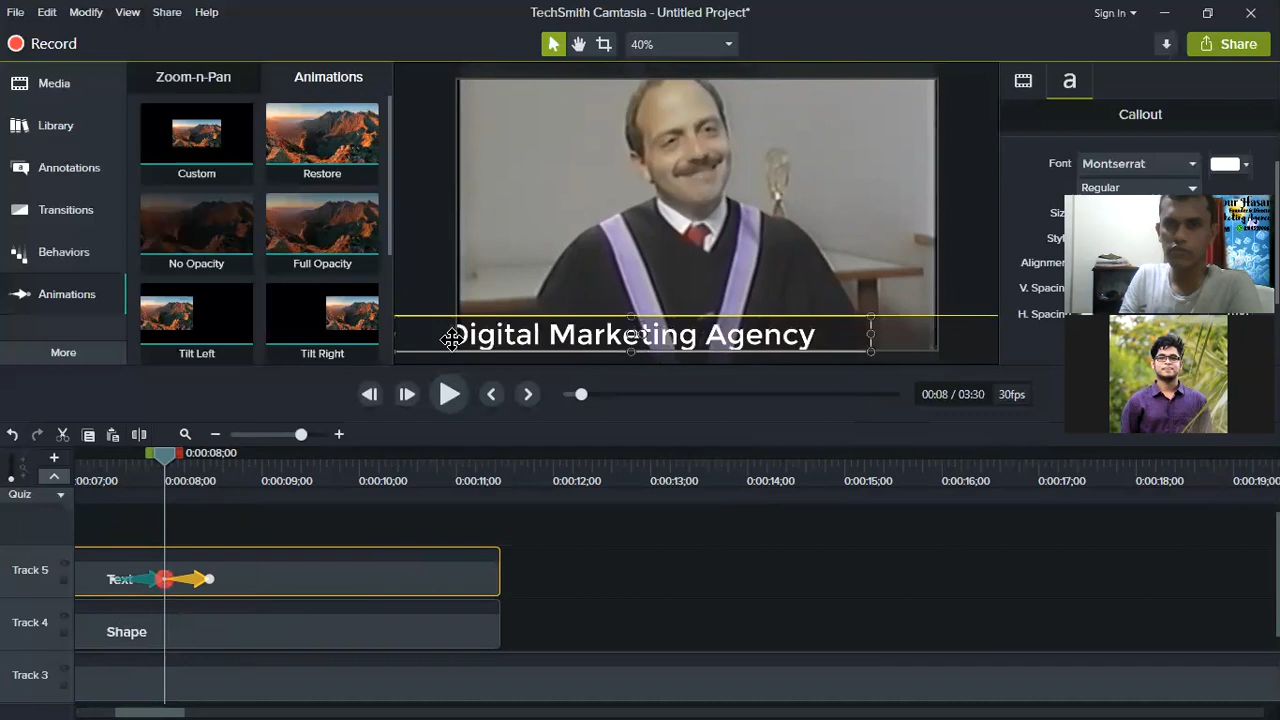 File Edit Modify View Share Help
TechSmith Camtasia - Untitled Project*
Sign In
Record
40%
Share
Media
Library
Annotations
Transitions
Behaviors
Animations
More
Zoom-n-Pan
Animations
Custom
Restore
No Opacity
Full Opacity
Tilt Left
Tilt Right
Digital Marketing Agency
a
Callout
Font Montserrat
Regular
Alignmen
V. Spacin
H. Spacin
00:08 / 03:30 30fps
0:00:08;00
:00:07;00 0:00:08;00 0:00:09;00 0:00:10;00 0:00:11;00 0:00:12;00 0:00:13;00 0:00:14;00 0:00:15;00 0:00:16;00 0:00:17;00 0:00:18;00 0:00:19;00
Quiz
Track 5
Text
Track 4
Shape
Track 3